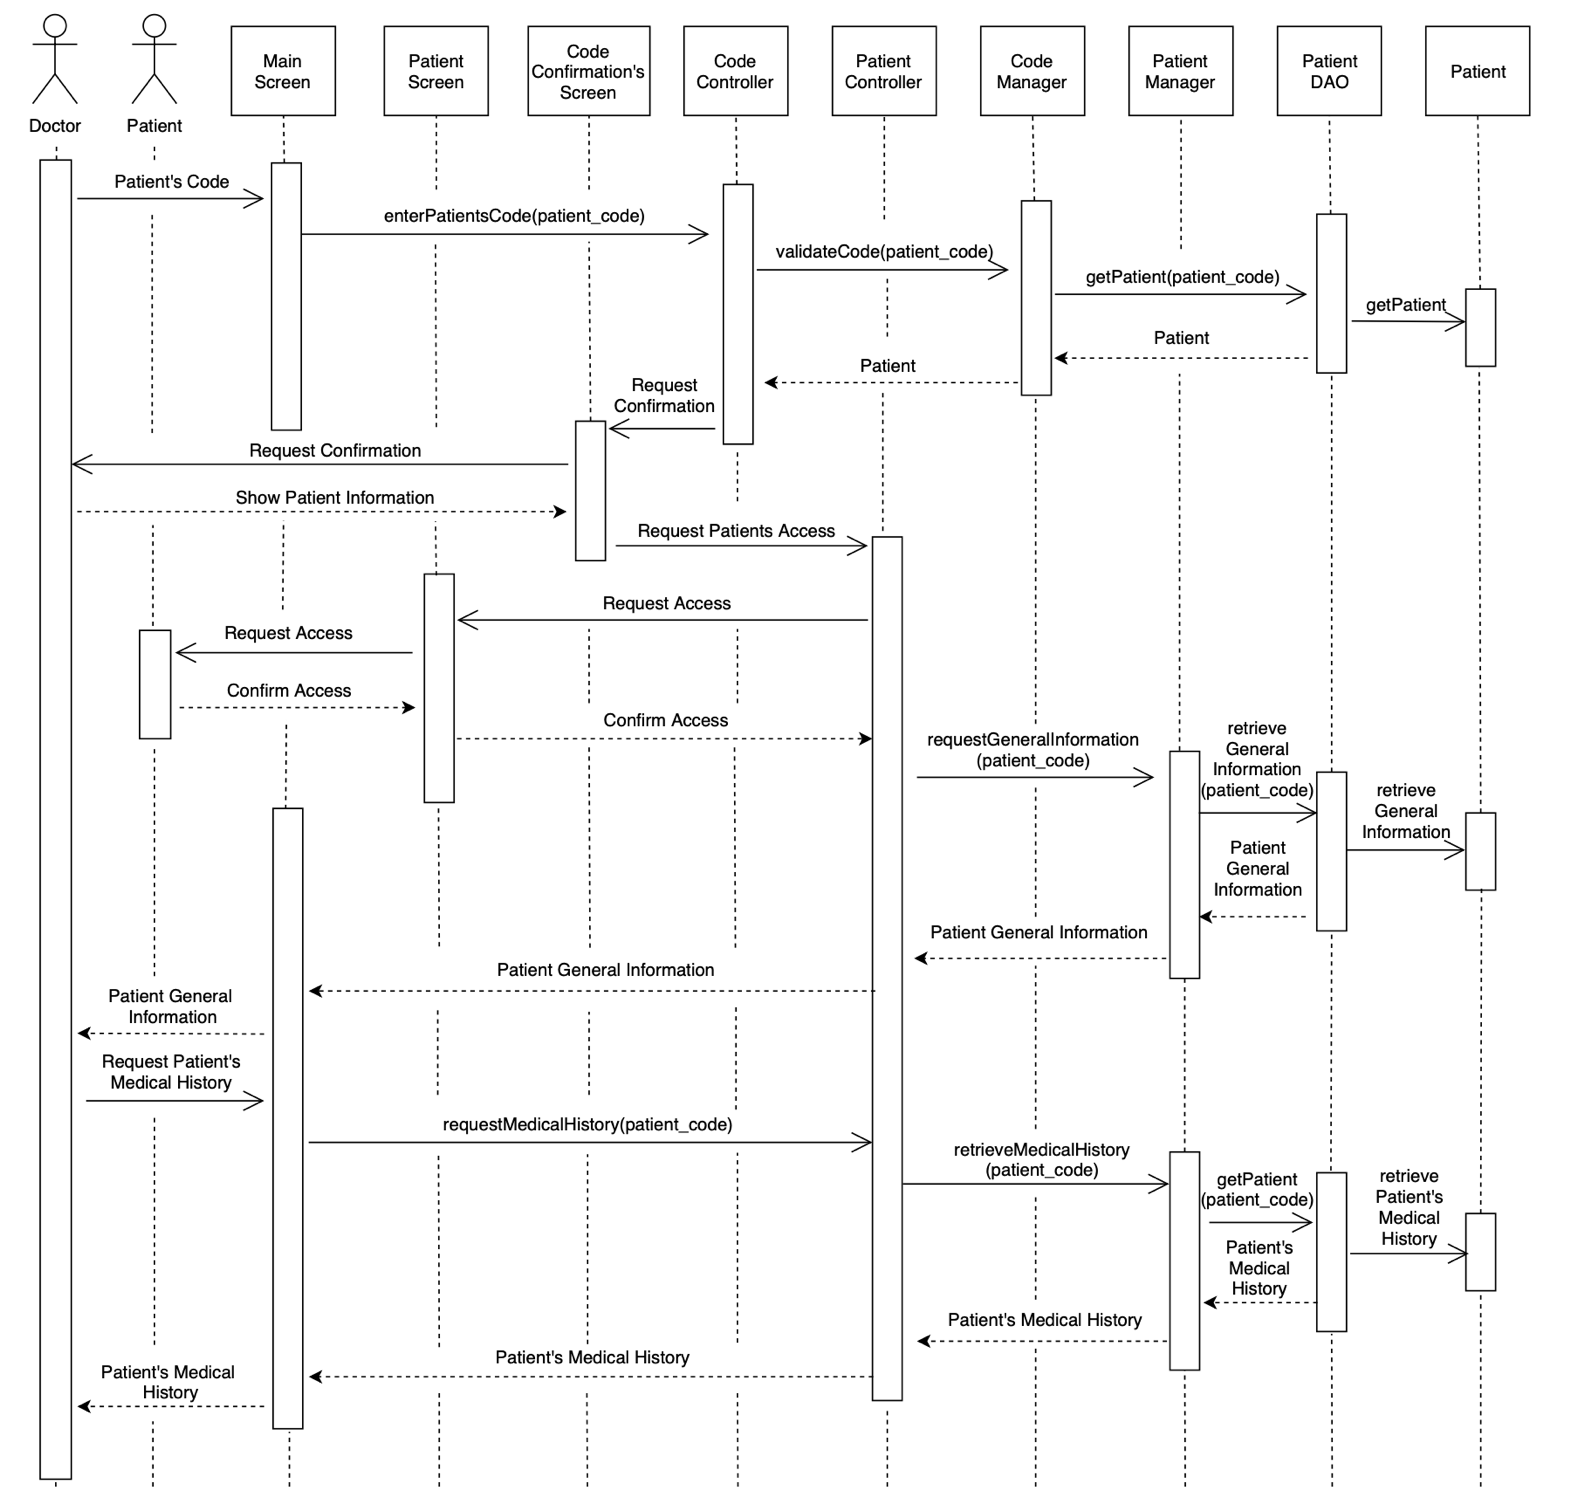 Doctor
Patient
Main
Screen
Patient
Screen
Code
Confirmation's
Screen
Code
Controller
Patient
Controller
Code
Manager
Patient
Manager
Patient
DAO
Patient
Patient's Code
enterPatientsCode(patient_code)
validateCode(patient_code)
getPatient(patient_code)
getPatient
Patient
Patient
Request
Confirmation
Request Confirmation
Show Patient Information
Request Patients Access
Request Access
Request Access
Confirm Access
Confirm Access
requestGeneralInformation
(patient_code)
retrieve
General
Information
(patient_code)
retrieve
General
Information
Patient
General
Information
Patient General Information
Patient General Information
Patient General
Information
Request Patient's
Medical History
requestMedicalHistory(patient_code)
retrieveMedicalHistory
(patient_code)
getPatient
(patient_code)
retrieve
Patient's
Medical
History
Patient's
Medical
History
Patient's Medical History
Patient's Medical History
Patient's Medical
History